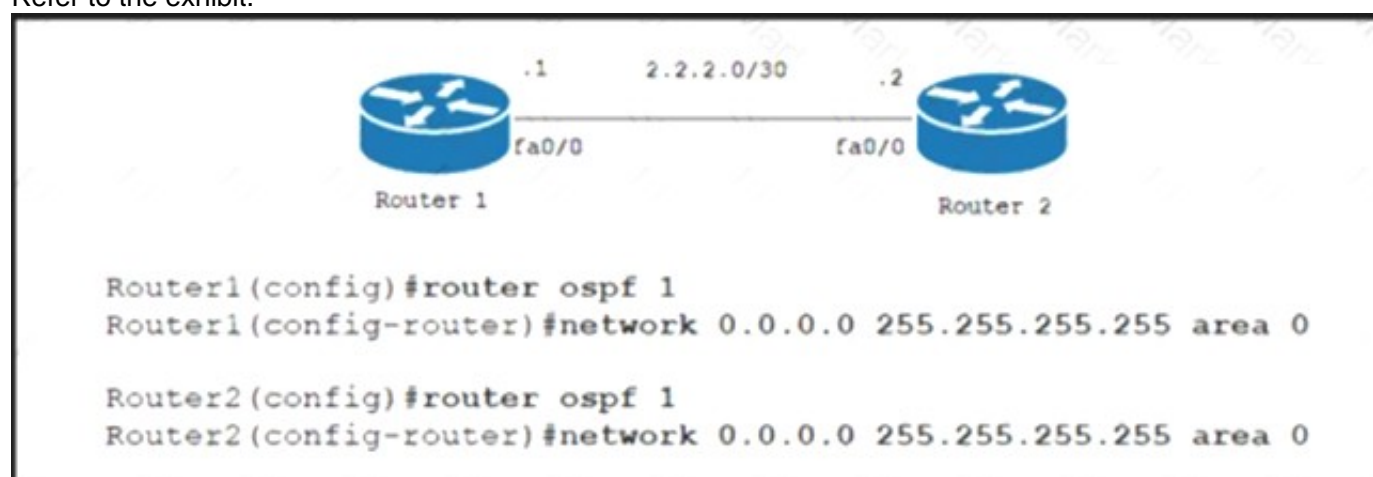 Refer to the exhibit.
.1 2.2.2.0/30 .2
fa0/0 fa0/0
Router 1 Router 2
Router1(config)#router ospf 1
Router1(config-router)#network 0.0.0.0 255.255.255.255 area 0
Router2(config)#router ospf 1
Router2(config-router)#network 0.0.0.0 255.255.255.255 area 0